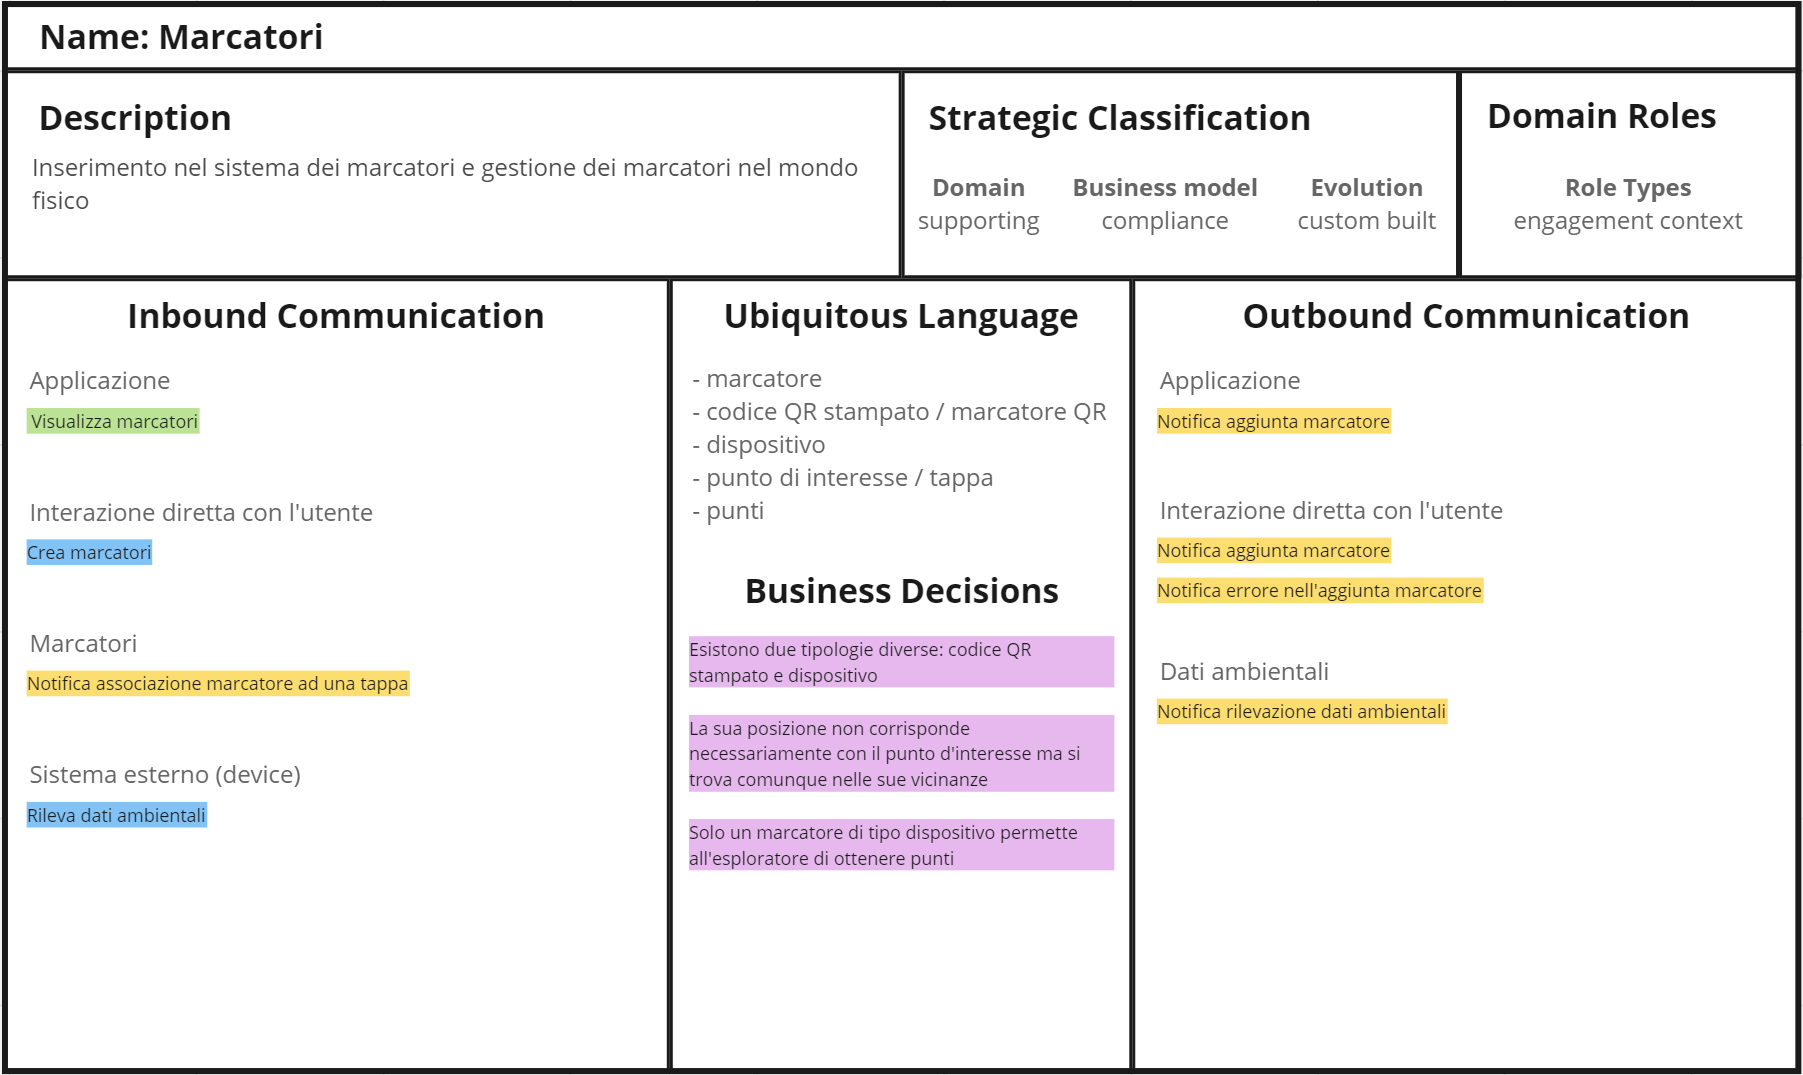 Name: Marcatori
Description
Inserimento nel sistema dei marcatori e gestione dei marcatori nel mondo
fisico
Strategic Classification
Domain
supporting
Business model
compliance
Evolution
custom built
Domain Roles
Role Types
engagement context
Inbound Communication
Applicazione
Visualizza marcatori
Interazione diretta con l'utente
Crea marcatori
Marcatori
Notifica associazione marcatore ad una tappa
Sistema esterno (device)
Rileva dati ambientali
Ubiquitous Language
- marcatore
- codice QR stampato / marcatore QR
- dispositivo
- punto di interesse / tappa
- punti
Business Decisions
Esistono due tipologie diverse: codice QR
stampato e dispositivo
La sua posizione non corrisponde
necessariamente con il punto d'interesse ma si
trova comunque nelle sue vicinanze
Solo un marcatore di tipo dispositivo permette
all'esploratore di ottenere punti
Outbound Communication
Applicazione
Notifica aggiunta marcatore
Interazione diretta con l'utente
Notifica aggiunta marcatore
Notifica errore nell'aggiunta marcatore
Dati ambientali
Notifica rilevazione dati ambientali